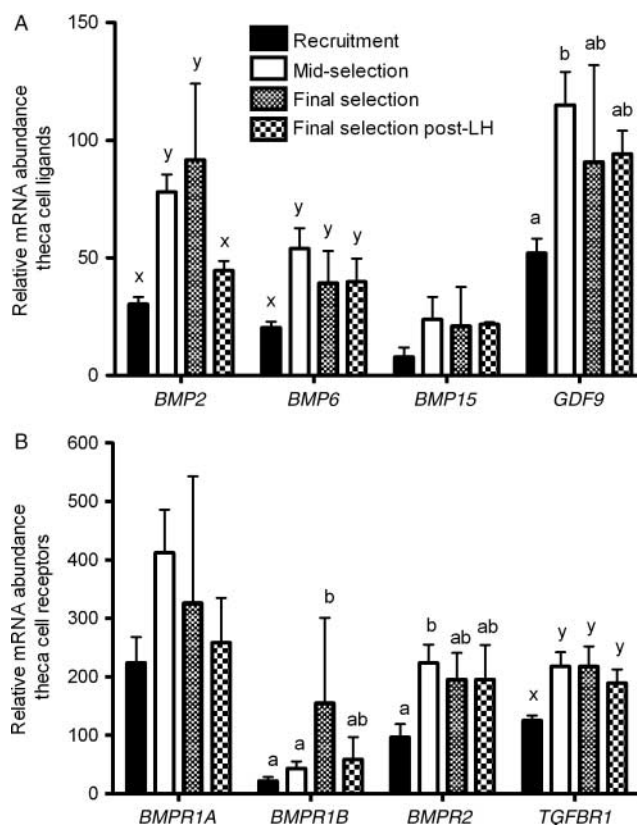 A
150
100
50
0
Relative mRNA abundance
theca cell ligands
Recruitment
Mid-selection
Final selection
Final selection post-LH
x
y
y
x
x
y
y
y
a
b
ab
ab
BMP2
BMP6
BMP15
GDF9
B
600
500
400
300
200
100
0
Relative mRNA abundance
theca cell receptors
a
a
b
ab
a
b
ab
ab
x
y
y
y
BMPR1A
BMPR1B
BMPR2
TGFBR1